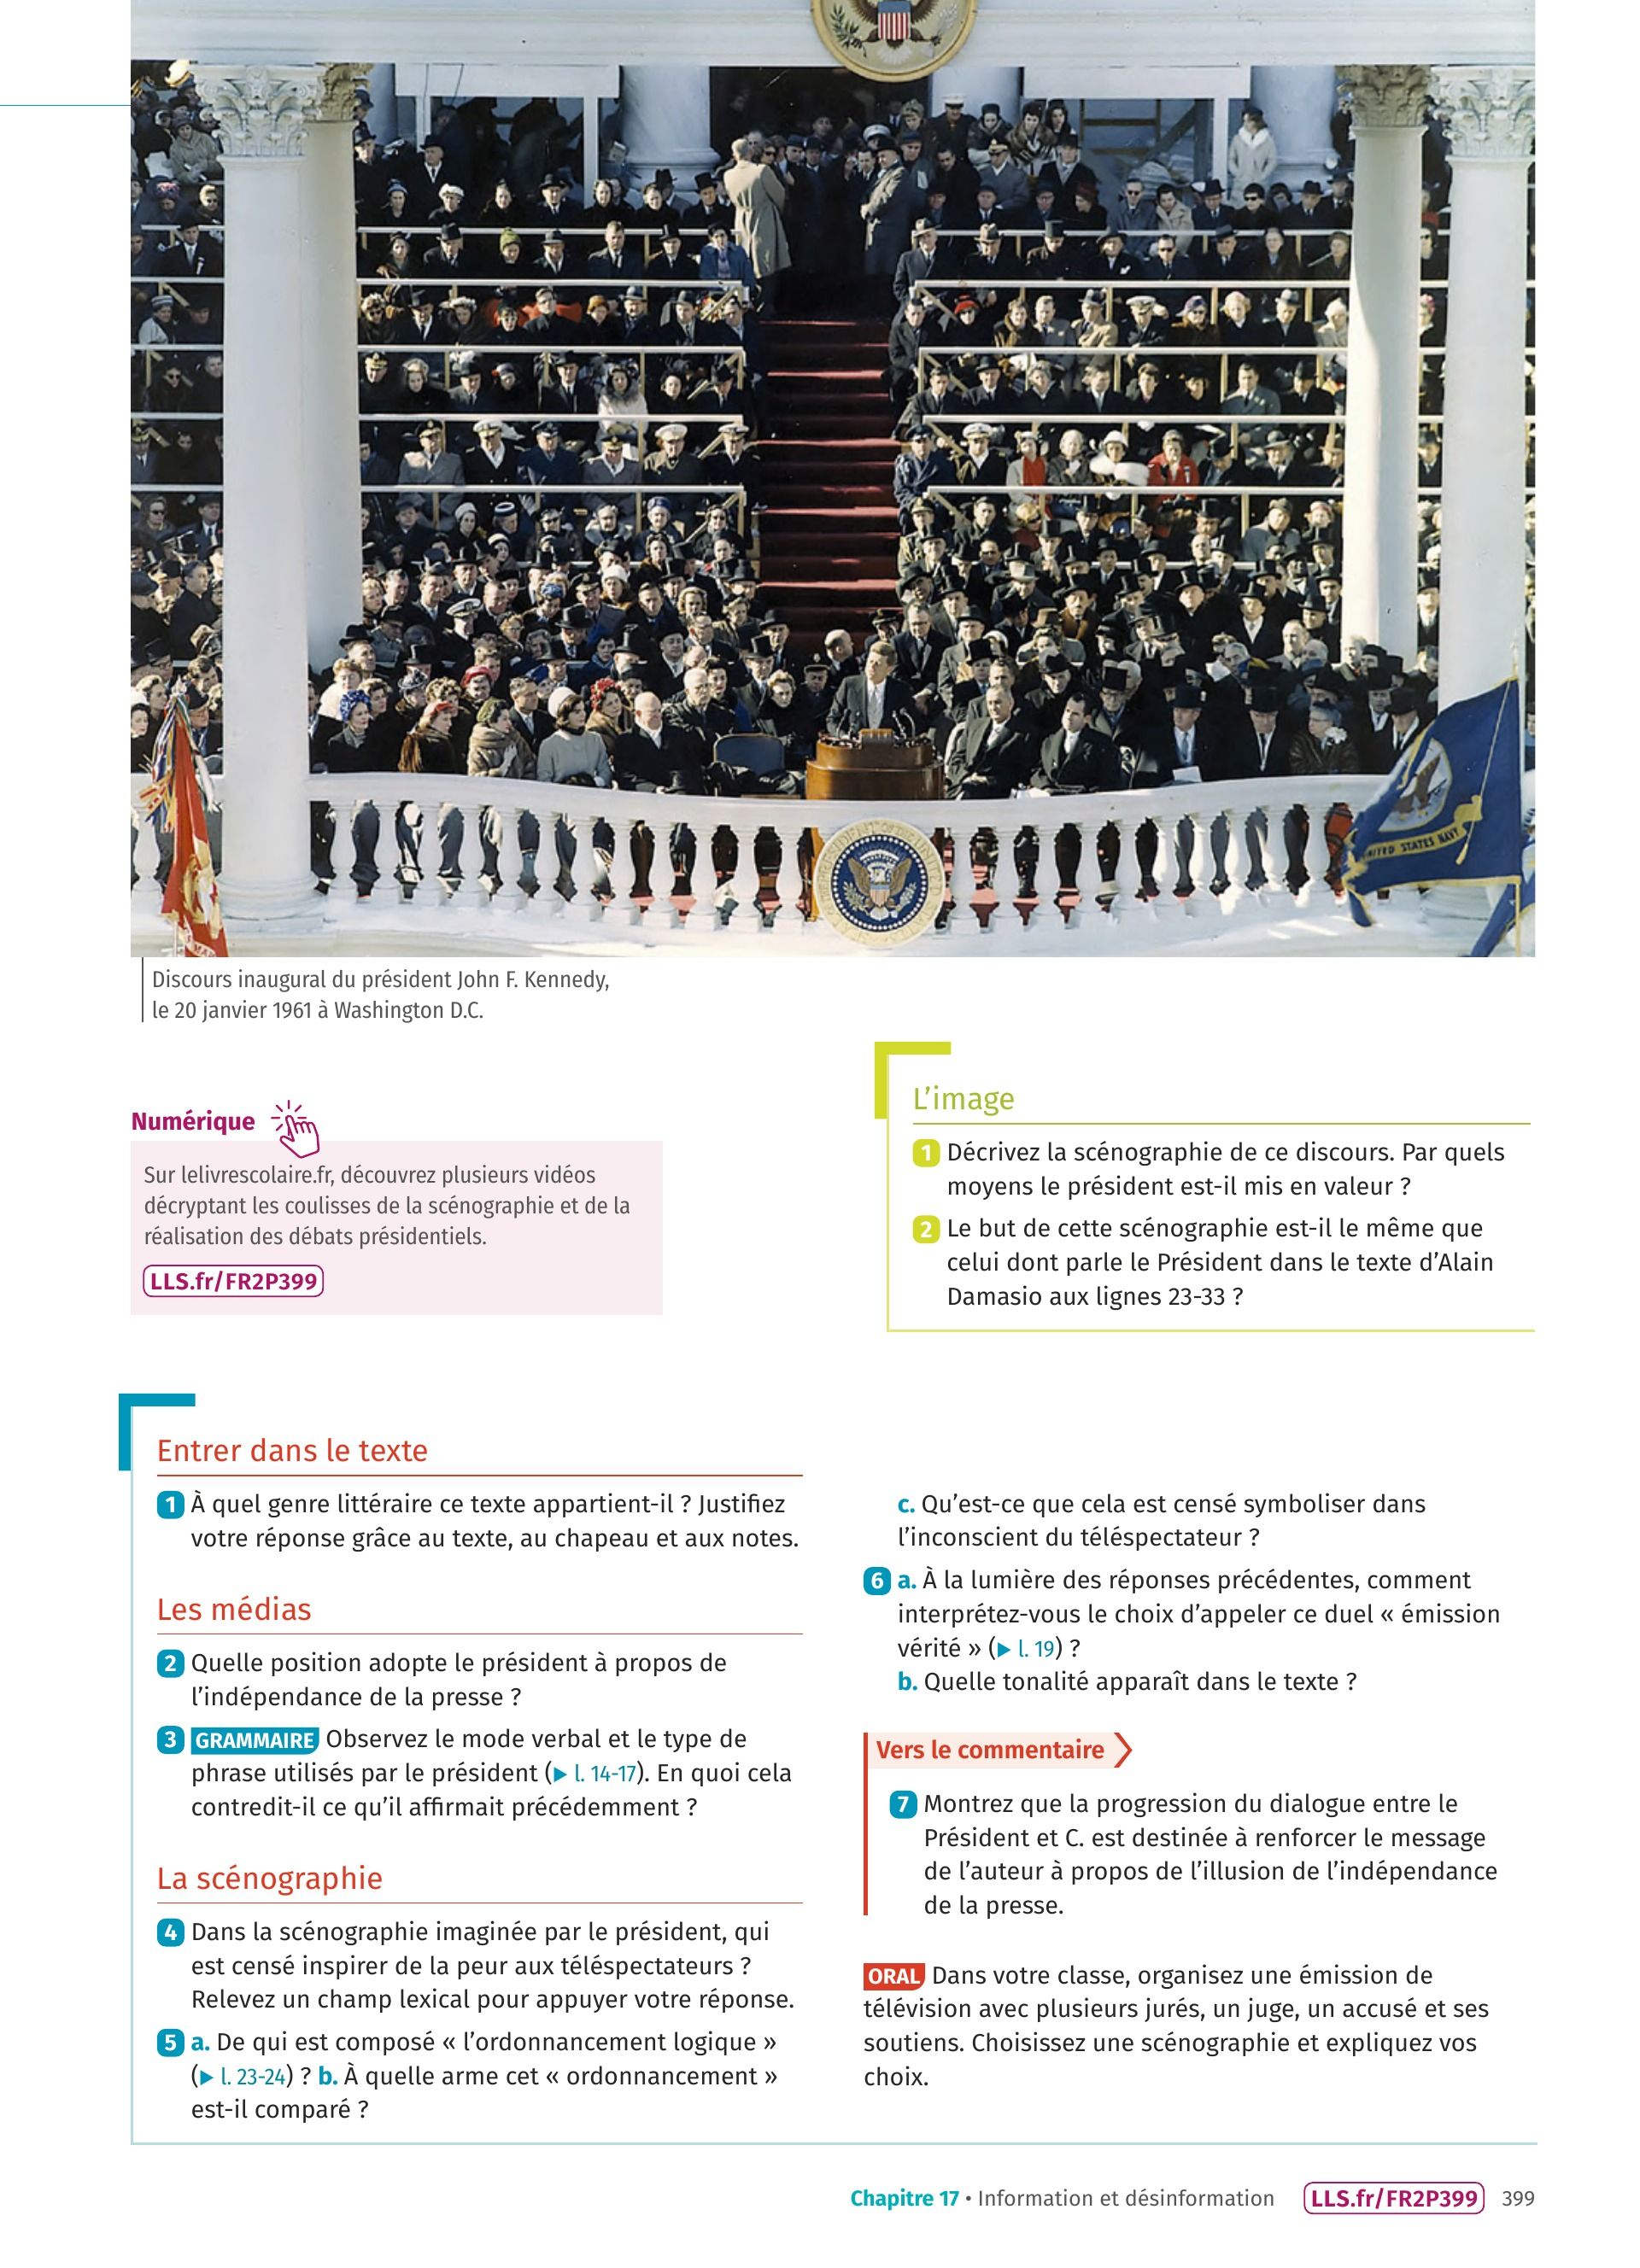 UNITED STATES NAVY
Discours inaugural du président John F. Kennedy,
le 20 janvier 1961 à Washington D.C.
Numérique
Sur lelivrescolaire.fr, découvrez plusieurs vidéos
décryptant les coulisses de la scénographie et de la
réalisation des débats présidentiels.
LLS.fr/FR2P399
L’image
1 Décrivez la scénographie de ce discours. Par quels
moyens le président est-il mis en valeur ?
2 Le but de cette scénographie est-il le même que
celui dont parle le Président dans le texte d’Alain
Damasio aux lignes 23-33 ?
Entrer dans le texte
1 À quel genre littéraire ce texte appartient-il ? Justifiez
votre réponse grâce au texte, au chapeau et aux notes.
Les médias
2 Quelle position adopte le président à propos de
l’indépendance de la presse ?
3 GRAMMAIRE Observez le mode verbal et le type de
phrase utilisés par le président (▶ l. 14-17). En quoi cela
contredit-il ce qu’il affirmait précédemment ?
La scénographie
4 Dans la scénographie imaginée par le président, qui
est censé inspirer de la peur aux téléspectateurs ?
Relevez un champ lexical pour appuyer votre réponse.
5 a. De qui est composé « l’ordonnancement logique »
(▶ l. 23-24) ? b. À quelle arme cet « ordonnancement »
est-il comparé ?
c. Qu’est-ce que cela est censé symboliser dans
l’inconscient du téléspectateur ?
6 a. À la lumière des réponses précédentes, comment
interprétez-vous le choix d’appeler ce duel « émission
vérité » (▶ l. 19) ?
b. Quelle tonalité apparaît dans le texte ?
Vers le commentaire
7 Montrez que la progression du dialogue entre le
Président et C. est destinée à renforcer le message
de l’auteur à propos de l’illusion de l’indépendance
de la presse.
ORAL Dans votre classe, organisez une émission de
télévision avec plusieurs jurés, un juge, un accusé et ses
soutiens. Choisissez une scénographie et expliquez vos
choix.
Chapitre 17 • Information et désinformation LLS.fr/FR2P399 399